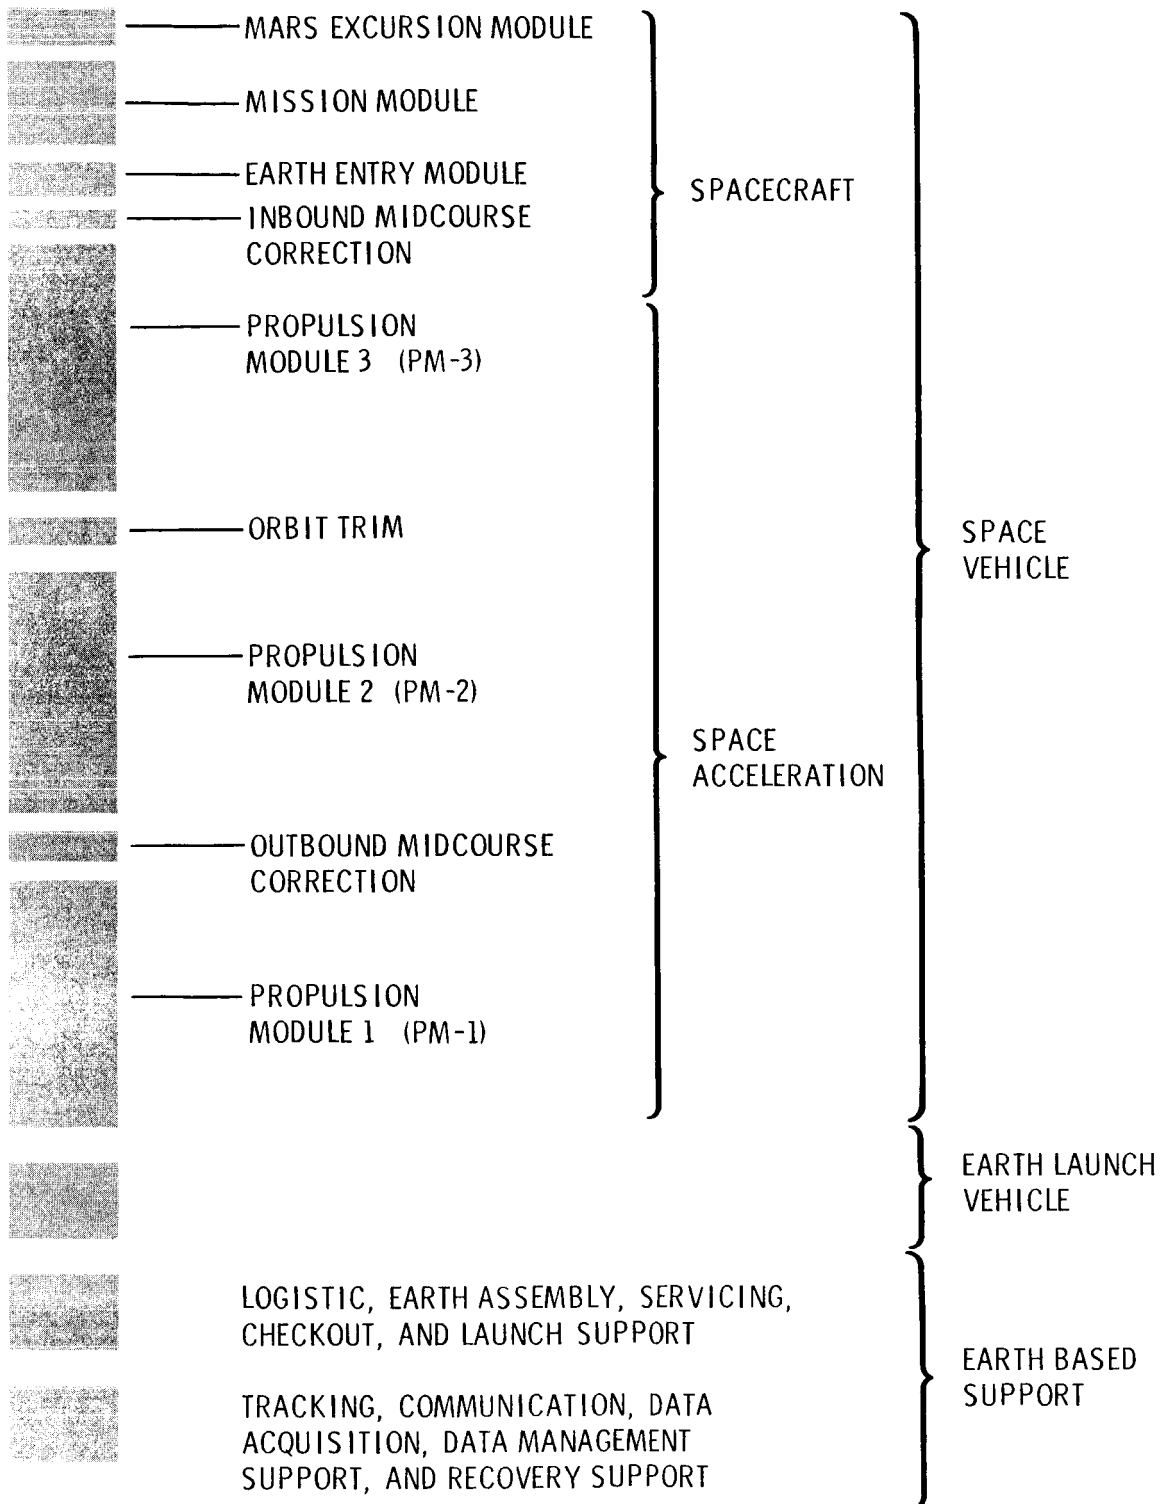 MARS EXCURSION MODULE
MISSION MODULE
EARTH ENTRY MODULE
INBOUND MIDCOURSE
CORRECTION
SPACECRAFT
PROPULSION
MODULE 3 (PM-3)
ORBIT TRIM
PROPULSION
MODULE 2 (PM-2)
OUTBOUND MIDCOURSE
CORRECTION
PROPULSION
MODULE 1 (PM-1)
SPACE
ACCELERATION
SPACE
VEHICLE
EARTH LAUNCH
VEHICLE
LOGISTIC, EARTH ASSEMBLY, SERVICING,
CHECKOUT, AND LAUNCH SUPPORT
TRACKING, COMMUNICATION, DATA
ACQUISITION, DATA MANAGEMENT
SUPPORT, AND RECOVERY SUPPORT
EARTH BASED
SUPPORT